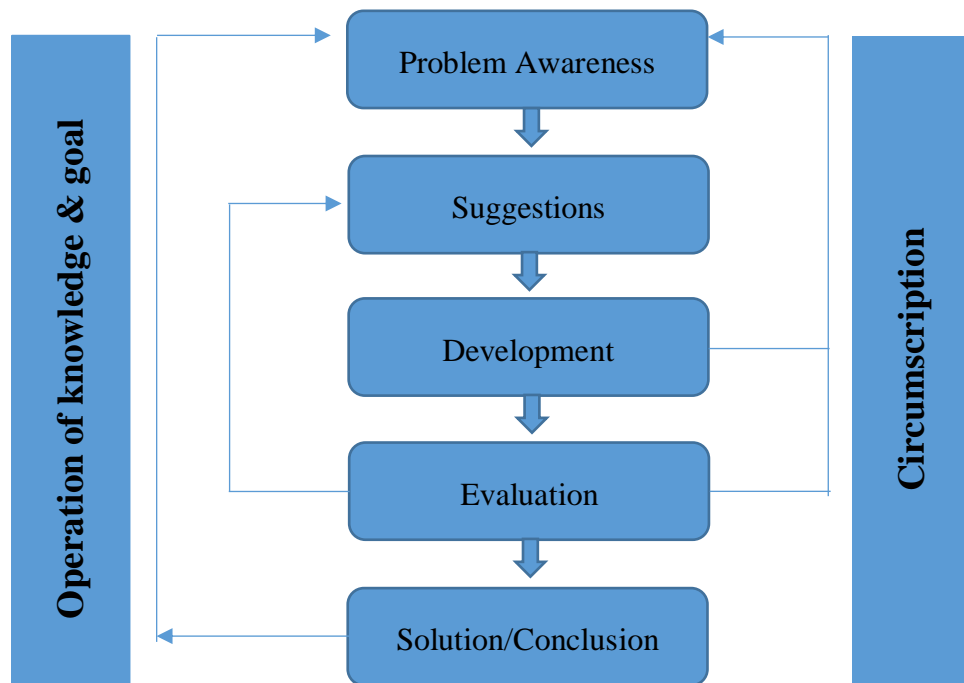 Operation of knowledge & goal
Problem Awareness
Suggestions
Development
Evaluation
Solution/Conclusion
Circumscription